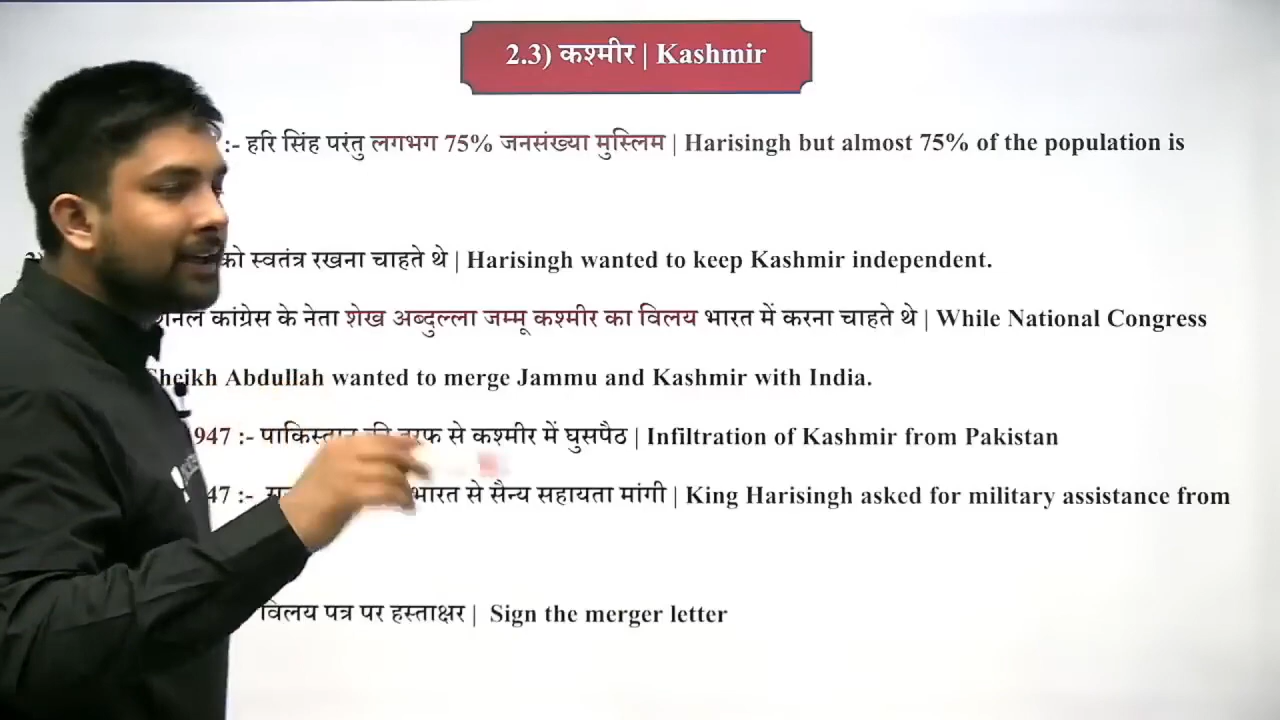 2.3) कश्मीर | Kashmir
:- हरि सिंह परंतु लगभग 75% जनसंख्या मुस्लिम | Harisingh but almost 75% of the population is
को स्वतंत्र रखना चाहते थे | Harisingh wanted to keep Kashmir independent.
कांग्रेस के नेता शेख अब्दुल्ला जम्मू कश्मीर का विलय भारत में करना चाहते थे | While National Congress
Sheikh Abdullah wanted to merge Jammu and Kashmir with India.
947 :- से कश्मीर में घुसपैठ | Infiltration of Kashmir from Pakistan
47 :- भारत से सैन्य सहायता मांगी | King Harisingh asked for military assistance from
विलय पत्र पर हस्ताक्षर | Sign the merger letter